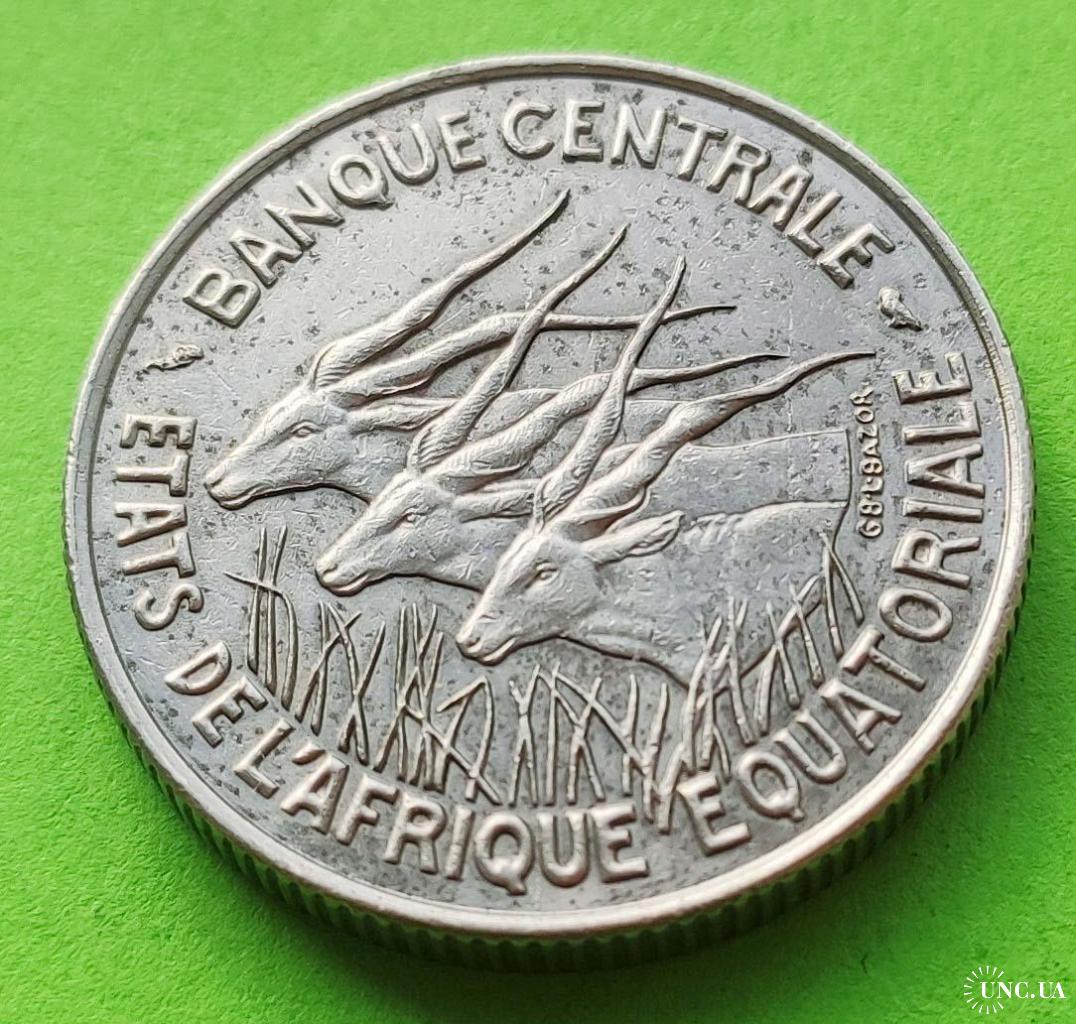 BANQUE CENTRALE
ETATS DE L'AFRIQUE EQUATORIALE
G.B.L.BAZOR
UNC.UA